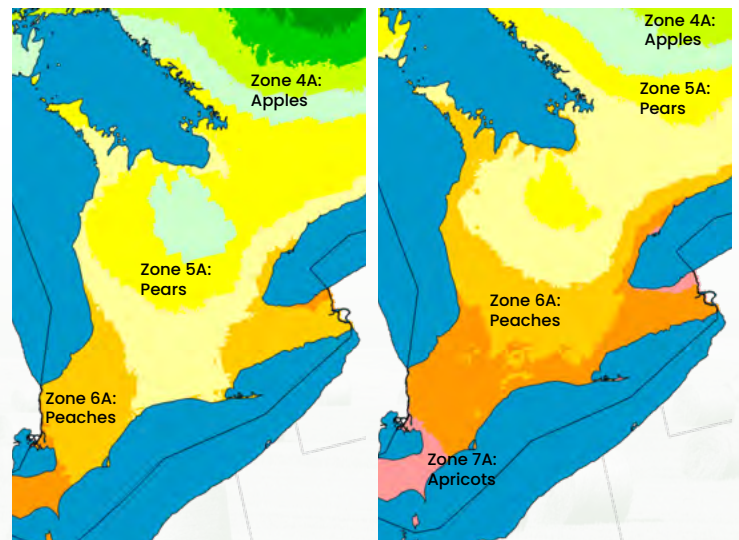 Zone 4A:
Apples
Zone 5A:
Pears
Zone 6A:
Peaches
Zone 4A:
Apples
Zone 5A:
Pears
Zone 6A:
Peaches
Zone 7A:
Apricots